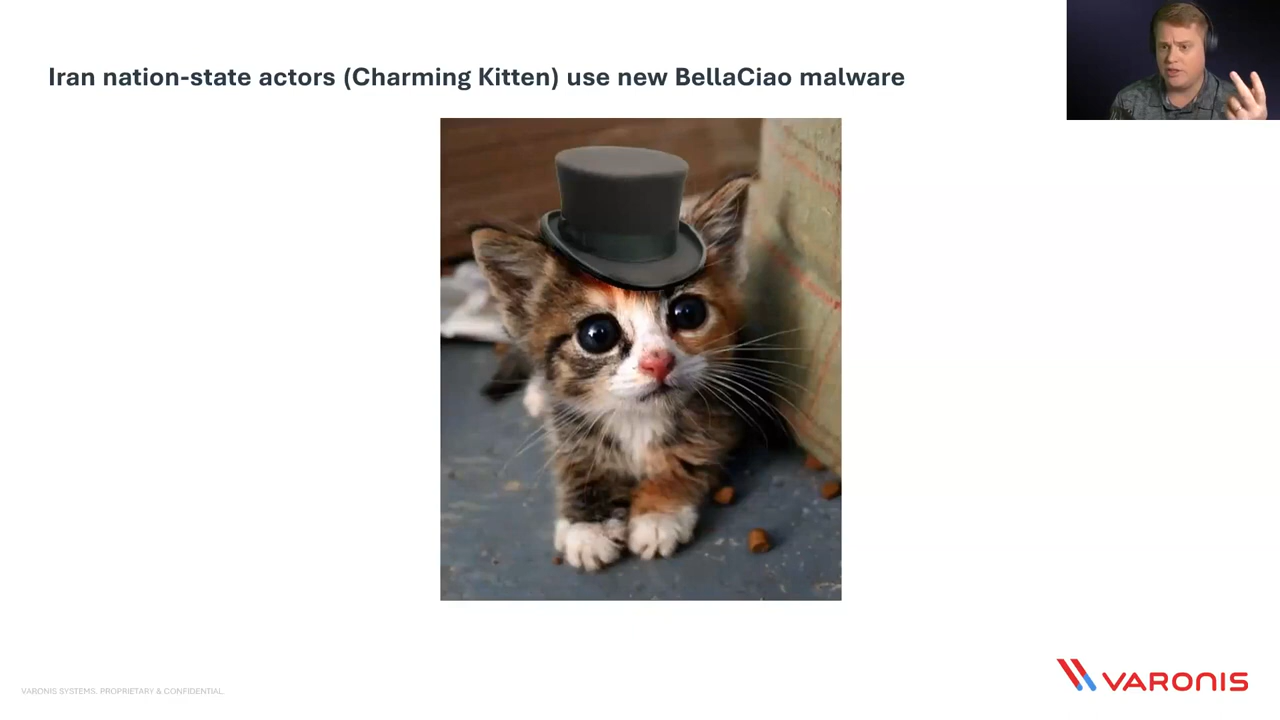 Iran nation-state actors (Charming Kitten) use new BellaCiao malware
VARONIS SYSTEMS. PROPRIETARY & CONFIDENTIAL.
VARONIS